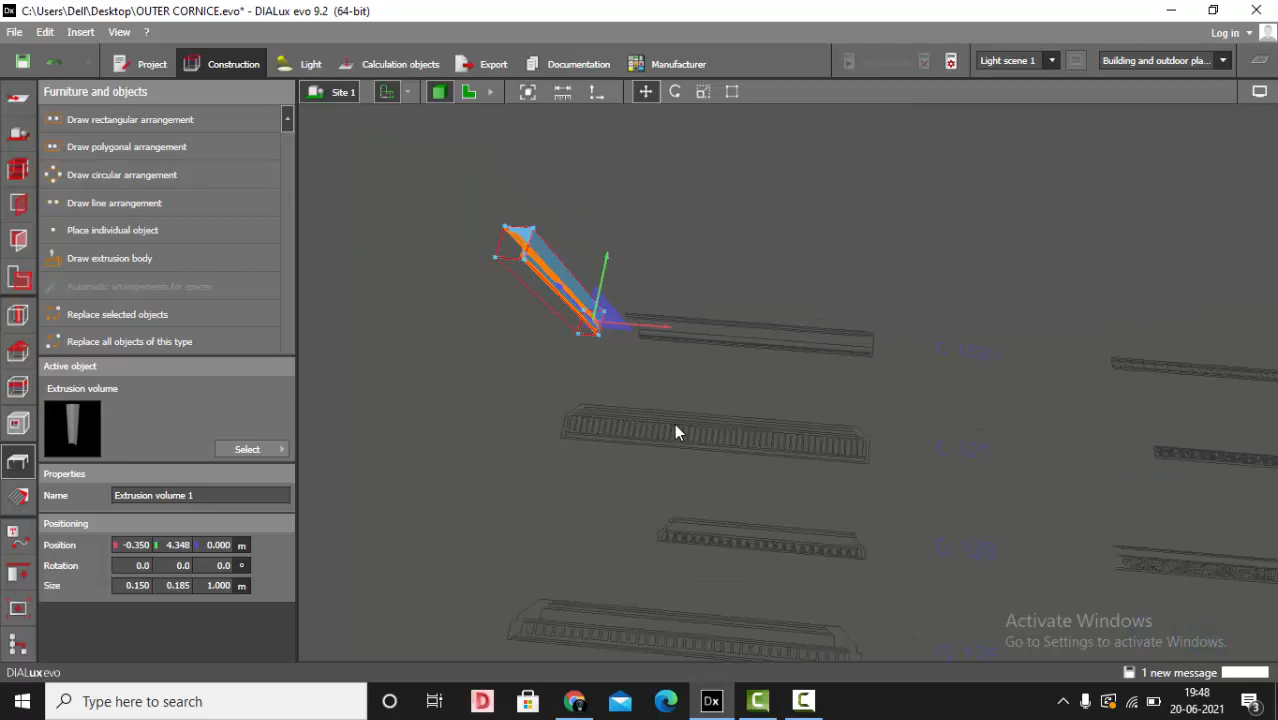 C:\Users\Dell\Desktop\OUTER CORNICE.evo* - DIALux evo 9.2 (64-bit)
File Edit Insert View ?
Log in
Project Construction Light Calculation objects Export Documentation Manufacturer
Light scene 1
Building and outdoor pla...
Furniture and objects
Site 1
Draw rectangular arrangement
Draw polygonal arrangement
Draw circular arrangement
Draw line arrangement
Place individual object
Draw extrusion body
Automatic arrangements for spaces
Replace selected objects
Replace all objects of this type
Active object
Extrusion volume
Select
Properties
Name Extrusion volume 1
Positioning
Position -0.350 4.348 0.000 m
Rotation 0.0 0.0 0.0 °
Size 0.150 0.185 1.000 m
Activate Windows
Go to Settings to activate Windows.
DIALux evo
1 new message
Type here to search
19:48
20-06-2021